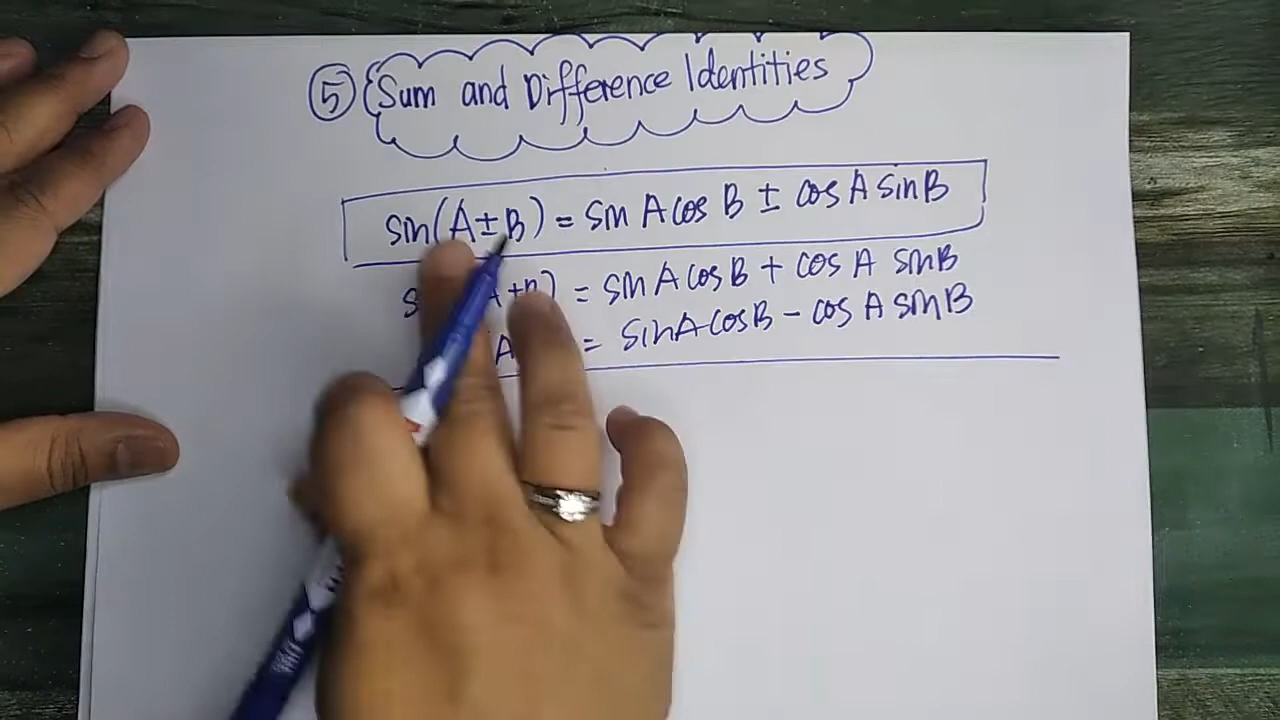 ⑤ Sum and Difference Identities
sin(A±B) = sin A cos B ± cos A sin B
+B) = sin A cos B + cos A sin B
A = sin A cos B - cos A sin B